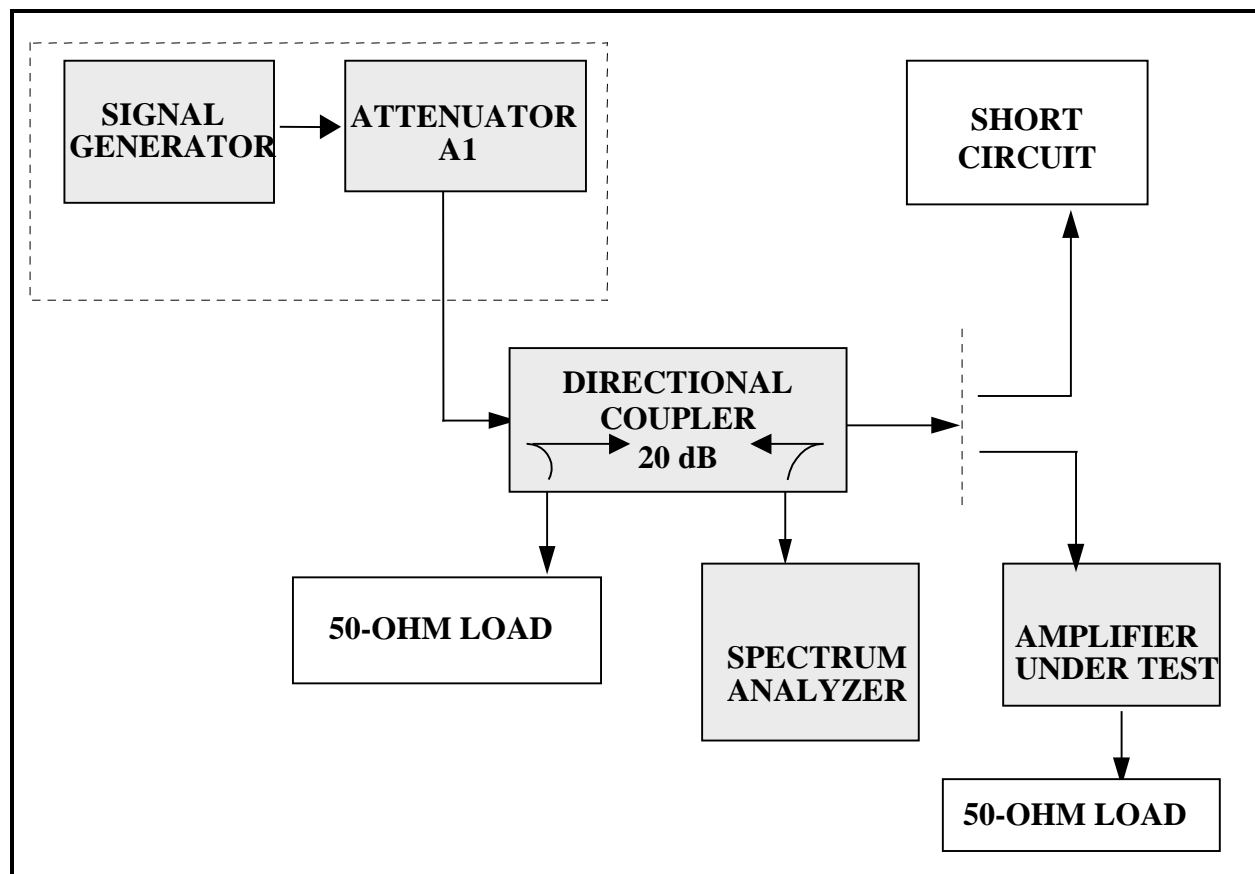 SIGNAL
GENERATOR
ATTENUATOR
A1
SHORT
CIRCUIT
DIRECTIONAL
COUPLER
20 dB
50-OHM LOAD
SPECTRUM
ANALYZER
AMPLIFIER
UNDER TEST
50-OHM LOAD